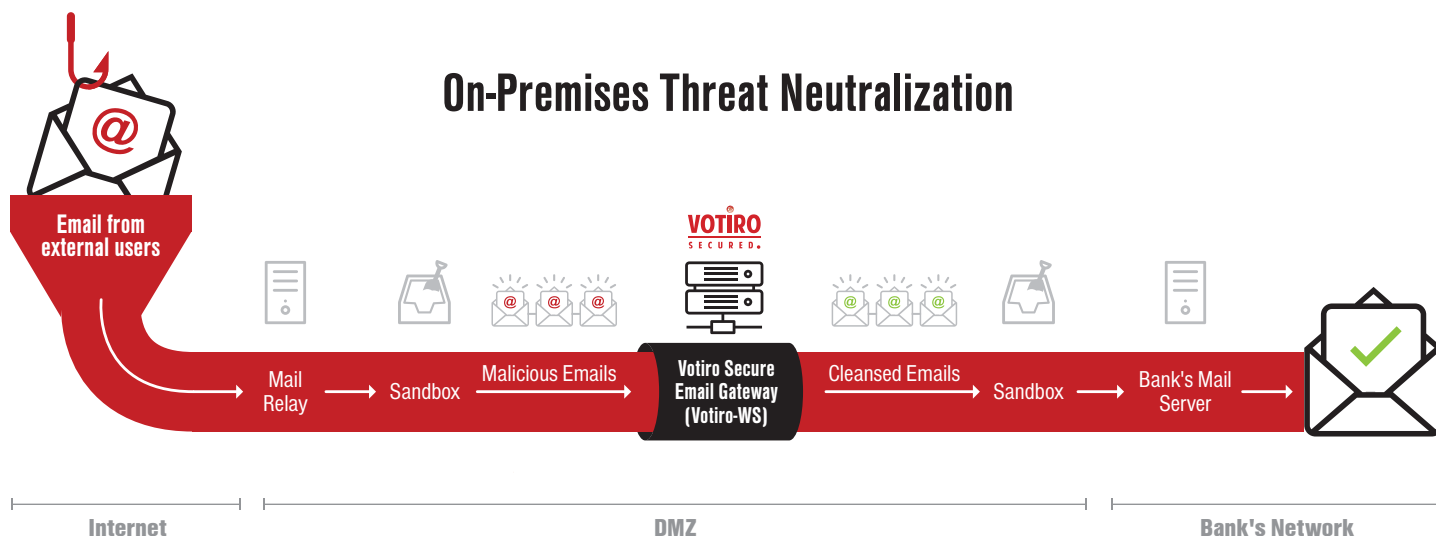 On-Premises Threat Neutralization
@
Email from
external users
VOTIRO
SECURED.
@ @ @
@ @ @
Mail
Relay
Sandbox
Malicious Emails
Votiro Secure
Email Gateway
(Votiro-WS)
Cleansed Emails
Sandbox
Bank's Mail
Server
Internet
DMZ
Bank's Network